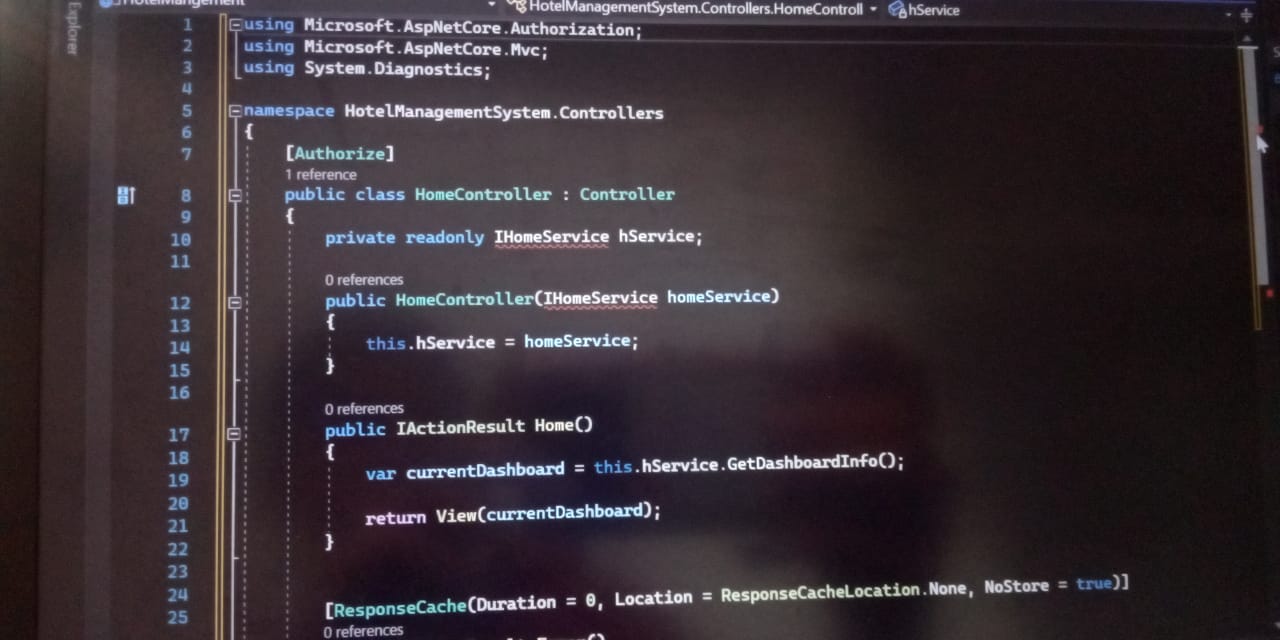 HotelManagement
HotelManagementSystem.Controllers.HomeControll
hService
Explorer
1 using Microsoft.AspNetCore.Authorization;
2 using Microsoft.AspNetCore.Mvc;
3 using System.Diagnostics;
4
5 namespace HotelManagementSystem.Controllers
6 {
7 [Authorize]
1 reference
8 public class HomeController : Controller
9 {
10 private readonly IHomeService hService;
11
0 references
12 public HomeController(IHomeService homeService)
13 {
14 this.hService = homeService;
15 }
16
0 references
17 public IActionResult Home()
18 {
19 var currentDashboard = this.hService.GetDashboardInfo();
20
21 return View(currentDashboard);
22 }
23
24
25 [ResponseCache(Duration = 0, Location = ResponseCacheLocation.None, NoStore = true)]
0 references